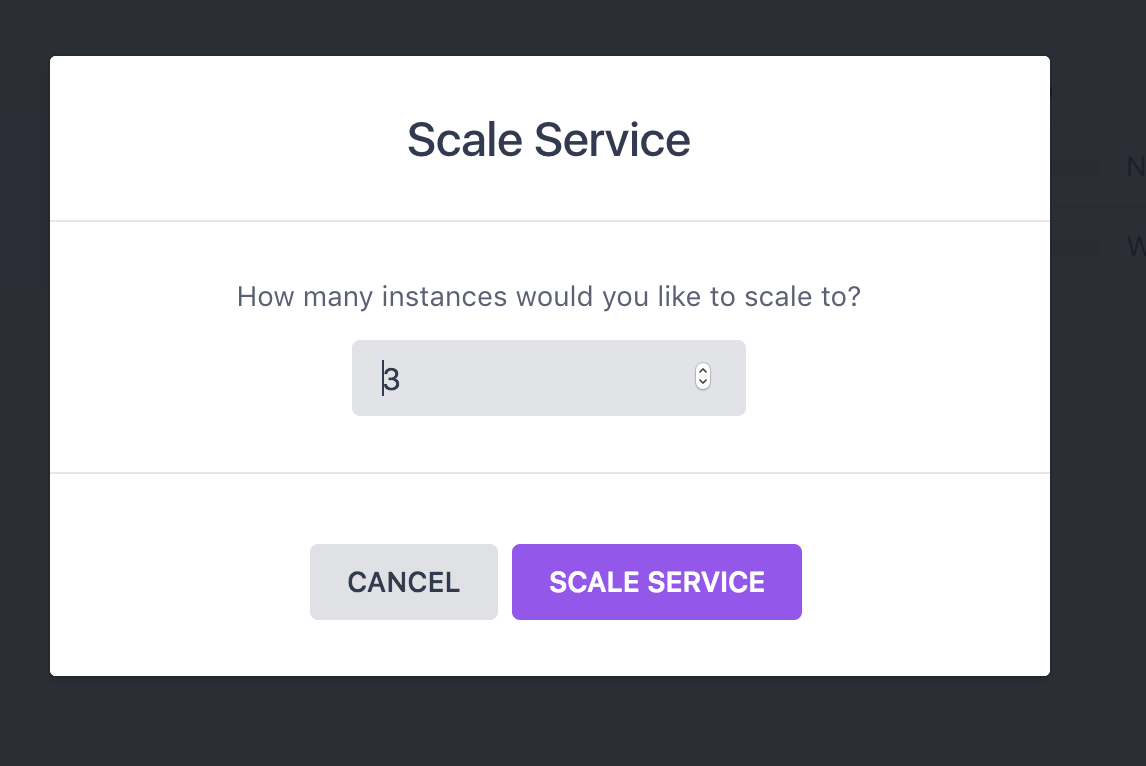 Scale Service
How many instances would you like to scale to?
3
CANCEL
SCALE SERVICE